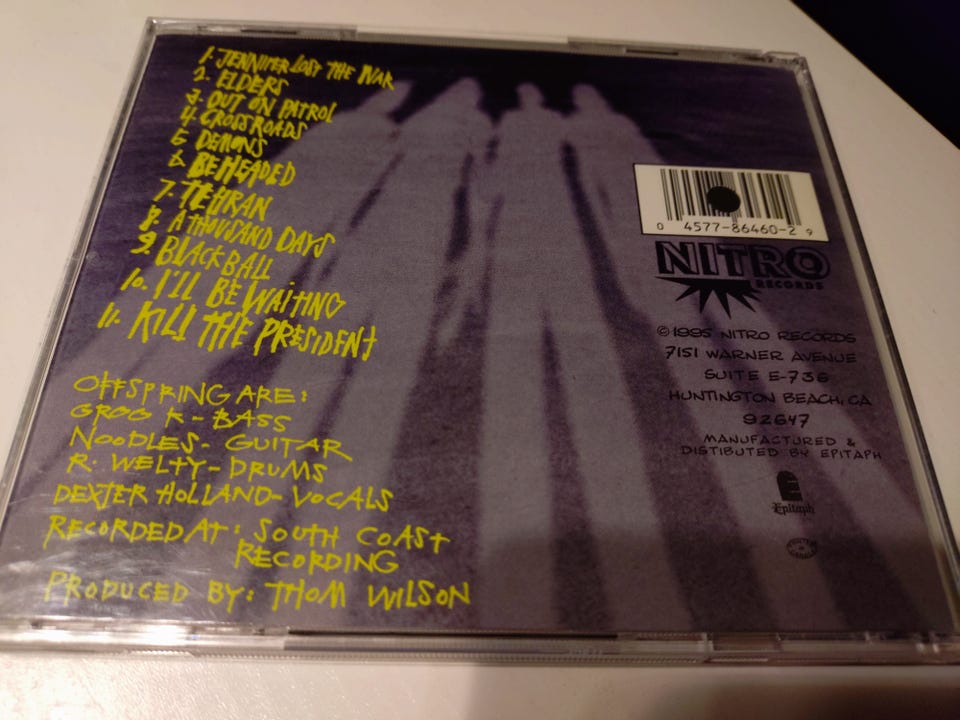 1. JENNIFER LOST THE WAR
2. ELDERS
3. OUT ON PATROL
4. CROSSROADS
5. DEMONS
6. BEHEADED
7. TEHRAN
8. A THOUSAND DAYS
9. BLACKBALL
10. I'LL BE WAITING
11. KILL THE PRESIDENT
OFFSPRING ARE:
GREG K - BASS
NOODLES - GUITAR
R. WELTY - DRUMS
DEXTER HOLLAND - VOCALS
RECORDED AT: SOUTH COAST
RECORDING
PRODUCED BY: THOM WILSON
0 4577-86460-2 9
NITRO
RECORDS
© 1995 NITRO RECORDS
7151 WARNER AVENUE
SUITE E-736
HUNTINGTON BEACH, CA
92647
MANUFACTURED &
DISTIBUTED BY EPITAPH
Epitaph